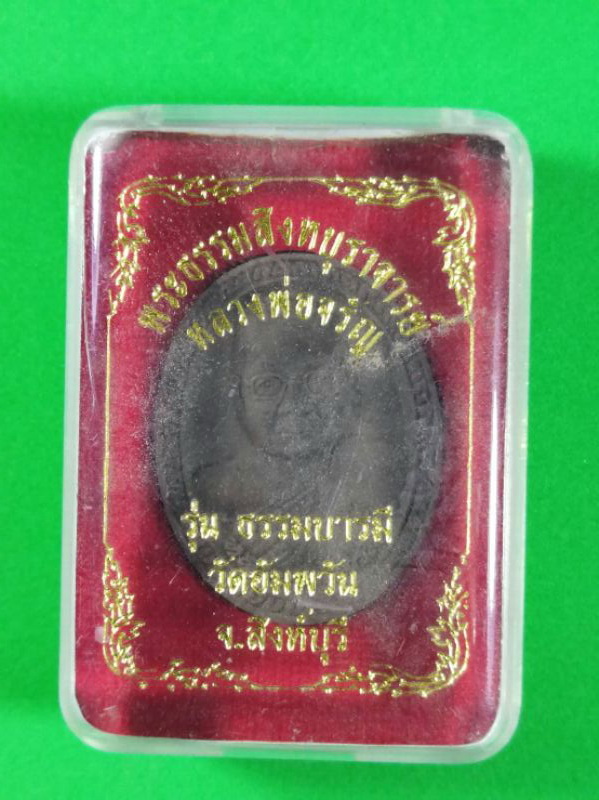 พระธรรมสิงหบุราจารย์
หลวงพ่อจรัญ
รุ่น ธรรมบารมี
วัดอัมพวัน
จ.สิงห์บุรี